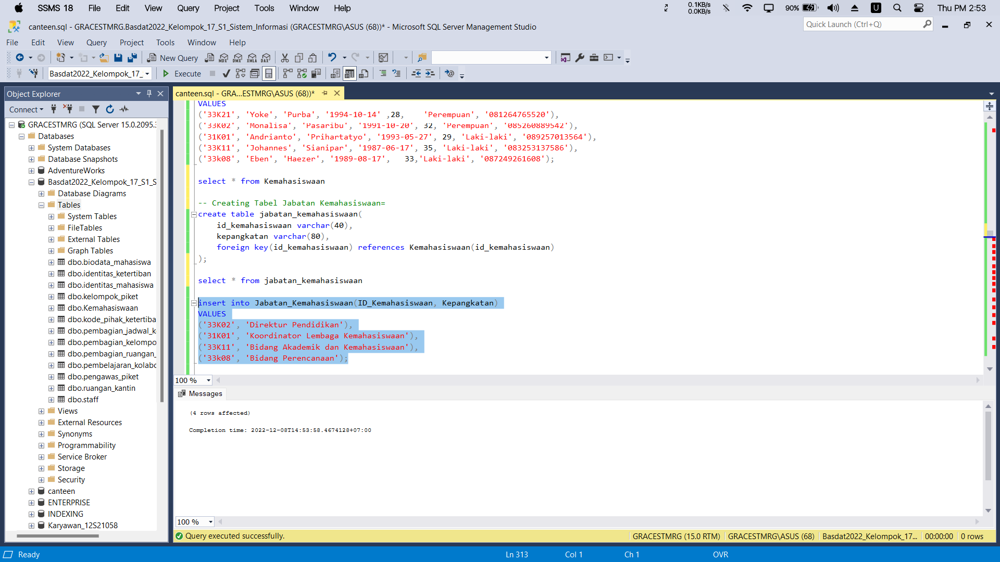 SSMS 18 File Edit View Query Project Tools Window Help 0.1KB/s 0.0KB/s 90% U Thu PM 2:53
canteen.sql - GRACESTMRG.Basdat2022_Kelompok_17_S1_Sistem_Informasi (GRACESTMRG\ASUS (68))* - Microsoft SQL Server Management Studio
Quick Launch (Ctrl+Q)
File Edit View Query Project Tools Window Help
New Query MDX DMX XMLA DAX
Basdat2022_Kelompok_17_ Execute
Object Explorer
Connect
GRACESTMRG (SQL Server 15.0.2095.3
Databases
System Databases
Database Snapshots
AdventureWorks
Basdat2022_Kelompok_17_S1_S
Database Diagrams
Tables
System Tables
FileTables
External Tables
Graph Tables
dbo.biodata_mahasiswa
dbo.identitas_ketertiban
dbo.identitas_mahasiswa
dbo.kelompok_piket
dbo.Kemahasiswaan
dbo.kode_pihak_ketertiba
dbo.pembagian_jadwal_k
dbo.pembagian_kelompo
dbo.pembagian_ruangan_
dbo.pembelajaran_kolabo
dbo.pengawas_piket
dbo.ruangan_kantin
dbo.staff
Views
External Resources
Synonyms
Programmability
Service Broker
Storage
Security
canteen
ENTERPRISE
INDEXING
Karyawan_12S21058
canteen.sql - GRA...ESTMRG\ASUS (68))*
VALUES
('33K21', 'Yoke', 'Purba', '1994-10-14' ,28, 'Perempuan', '081264765520'),
('33K02', 'Monalisa', 'Pasaribu', '1991-10-20', 32, 'Perempuan', '085260889542'),
('31K01', 'Andrianto', 'Prihartatyo', '1993-05-27', 29, 'Laki-laki', '089257013564'),
('33K11', 'Johannes', 'Sianipar', '1987-06-17', 35, 'Laki-laki', '083253137586'),
('33k08', 'Eben', 'Haezer', '1989-08-17', 33,'Laki-laki', '087249261608');
select * from Kemahasiswaan
-- Creating Tabel Jabatan Kemahasiswaan=
create table jabatan_kemahasiswaan(
id_kemahasiswaan varchar(40),
kepangkatan varchar(80),
foreign key(id_kemahasiswaan) references Kemahasiswaan(id_kemahasiswaan)
);
select * from jabatan_kemahasiswaan
insert into Jabatan_Kemahasiswaan(ID_Kemahasiswaan, Kepangkatan)
VALUES
('33K02', 'Direktur Pendidikan'),
('31K01', 'Koordinator Lembaga Kemahasiswaan'),
('33K11', 'Bidang Akademik dan Kemahasiswaan'),
('33k08', 'Bidang Perencanaan');
100 %
Messages
(4 rows affected)
Completion time: 2022-12-08T14:53:58.4674128+07:00
100 %
Query executed successfully. GRACESTMRG (15.0 RTM) GRACESTMRG\ASUS (68) Basdat2022_Kelompok_17... 00:00:00 0 rows
Ready Ln 313 Col 1 Ch 1 OVR